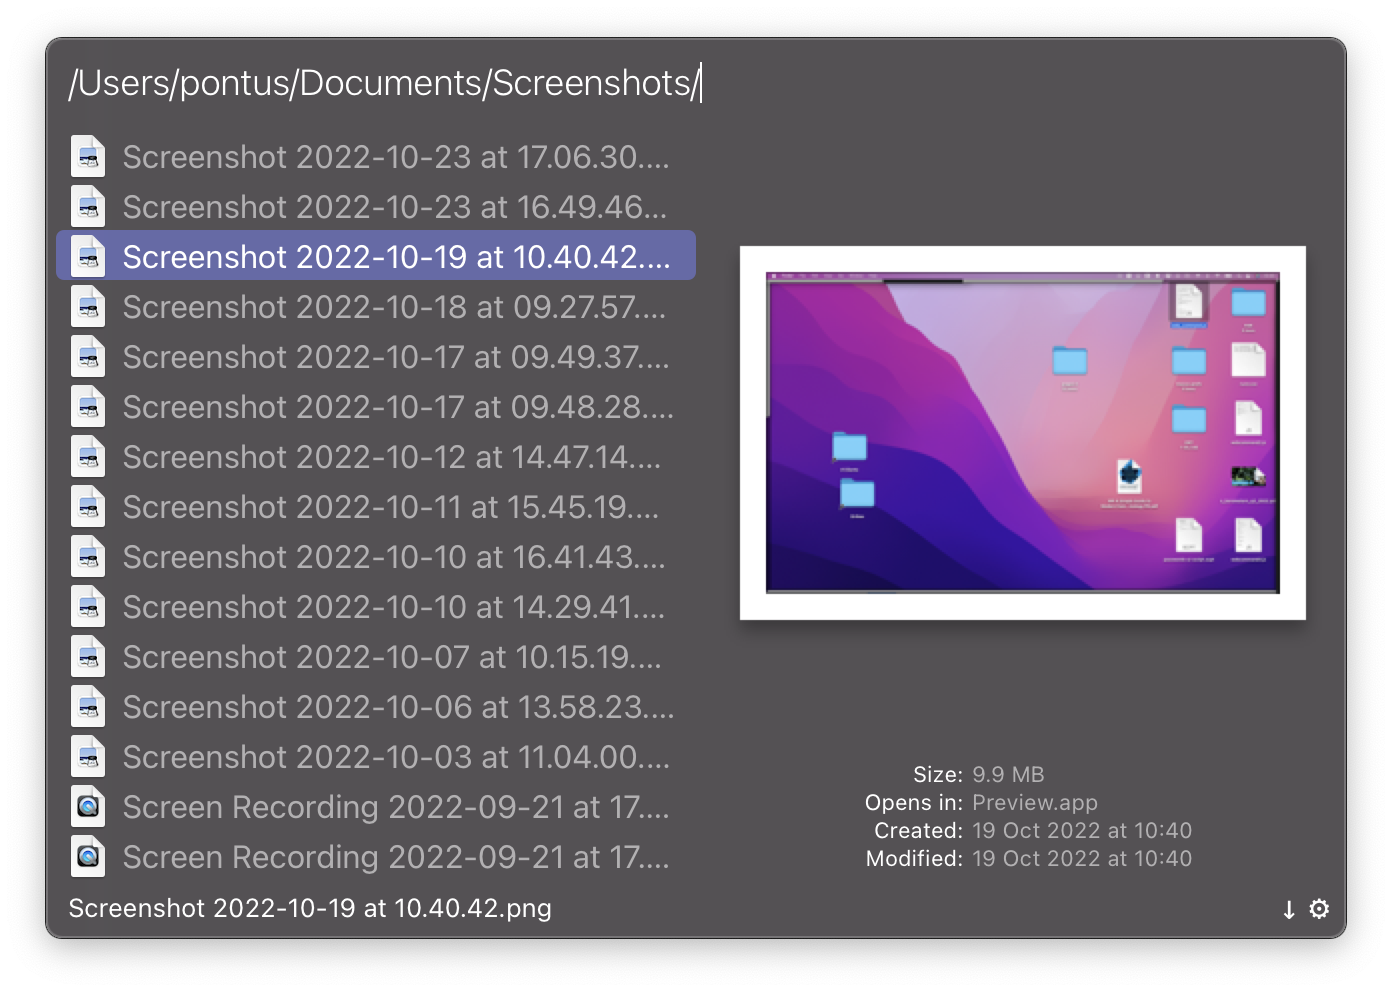 /Users/pontus/Documents/Screenshots/
Screenshot 2022-10-23 at 17.06.30....
Screenshot 2022-10-23 at 16.49.46...
Screenshot 2022-10-19 at 10.40.42....
Screenshot 2022-10-18 at 09.27.57....
Screenshot 2022-10-17 at 09.49.37....
Screenshot 2022-10-17 at 09.48.28....
Screenshot 2022-10-12 at 14.47.14....
Screenshot 2022-10-11 at 15.45.19....
Screenshot 2022-10-10 at 16.41.43....
Screenshot 2022-10-10 at 14.29.41....
Screenshot 2022-10-07 at 10.15.19....
Screenshot 2022-10-06 at 13.58.23....
Screenshot 2022-10-03 at 11.04.00....
Screen Recording 2022-09-21 at 17....
Screen Recording 2022-09-21 at 17....
Size: 9.9 MB
Opens in: Preview.app
Created: 19 Oct 2022 at 10:40
Modified: 19 Oct 2022 at 10:40
Screenshot 2022-10-19 at 10.40.42.png